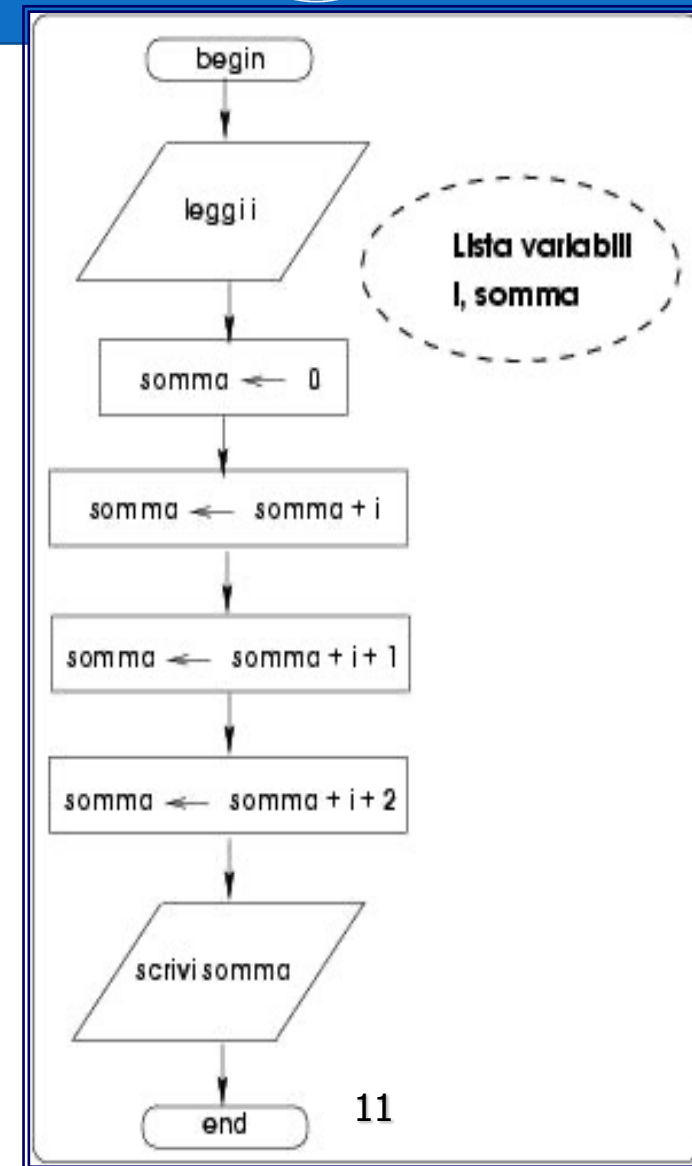 begin
leggi i
Lista variabili
i, somma
somma ← 0
somma ← somma + i
somma ← somma + i + 1
somma ← somma + i + 2
scrivi somma
end
11